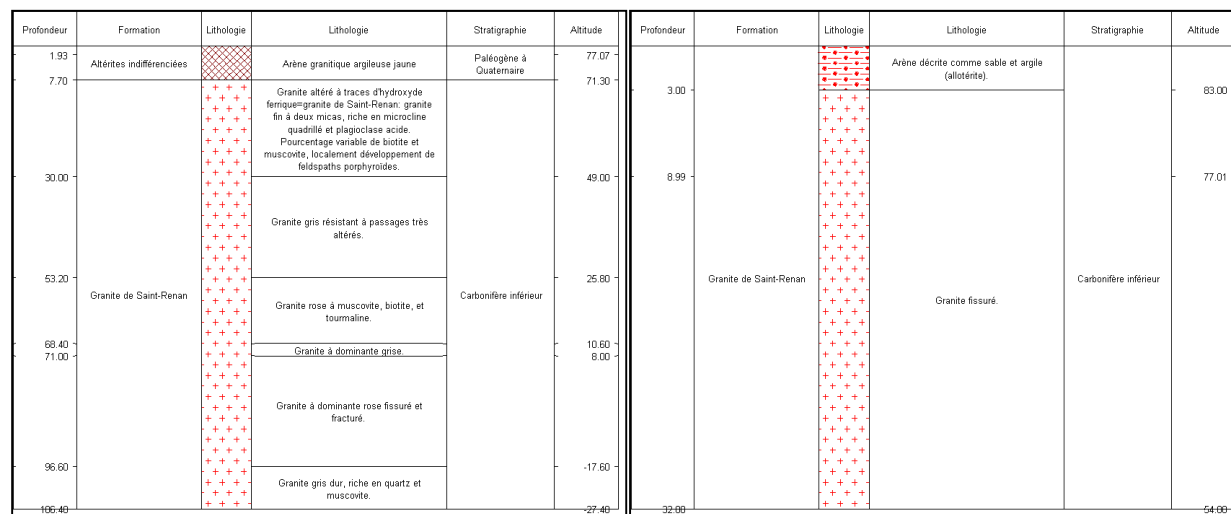 Profondeur Formation Lithologie Lithologie Stratigraphie Altitude
1.93 77.07
Altérites indifférenciées Arène granitique argileuse jaune Paléogène à
Quaternaire
7.70 71.30
Granite altéré à traces d'hydroxyde
ferrique=granite de Saint-Renan: granite
fin à deux micas, riche en microcline
quadrillé et plagioclase acide.
Pourcentage variable de biotite et
muscovite, localement développement de
feldspaths porphyroïdes.
30.00 49.00
Granite gris résistant à passages très
altérés.
53.20 25.80
Granite de Saint-Renan Carbonifère inférieur
Granite rose à muscovite, biotite, et
tourmaline.
68.40 10.60
Granite à dominante grise.
71.00 8.00
Granite à dominante rose fissuré et
fracturé.
96.60 -17.60
Granite gris dur, riche en quartz et
muscovite.
106.40 -27.40
Profondeur Formation Lithologie Lithologie Stratigraphie Altitude
Arène décrite comme sable et argile
(allotérite).
3.00 83.00
8.99 77.01
Granite de Saint-Renan Carbonifère inférieur
Granite fissuré.
32.00 54.00